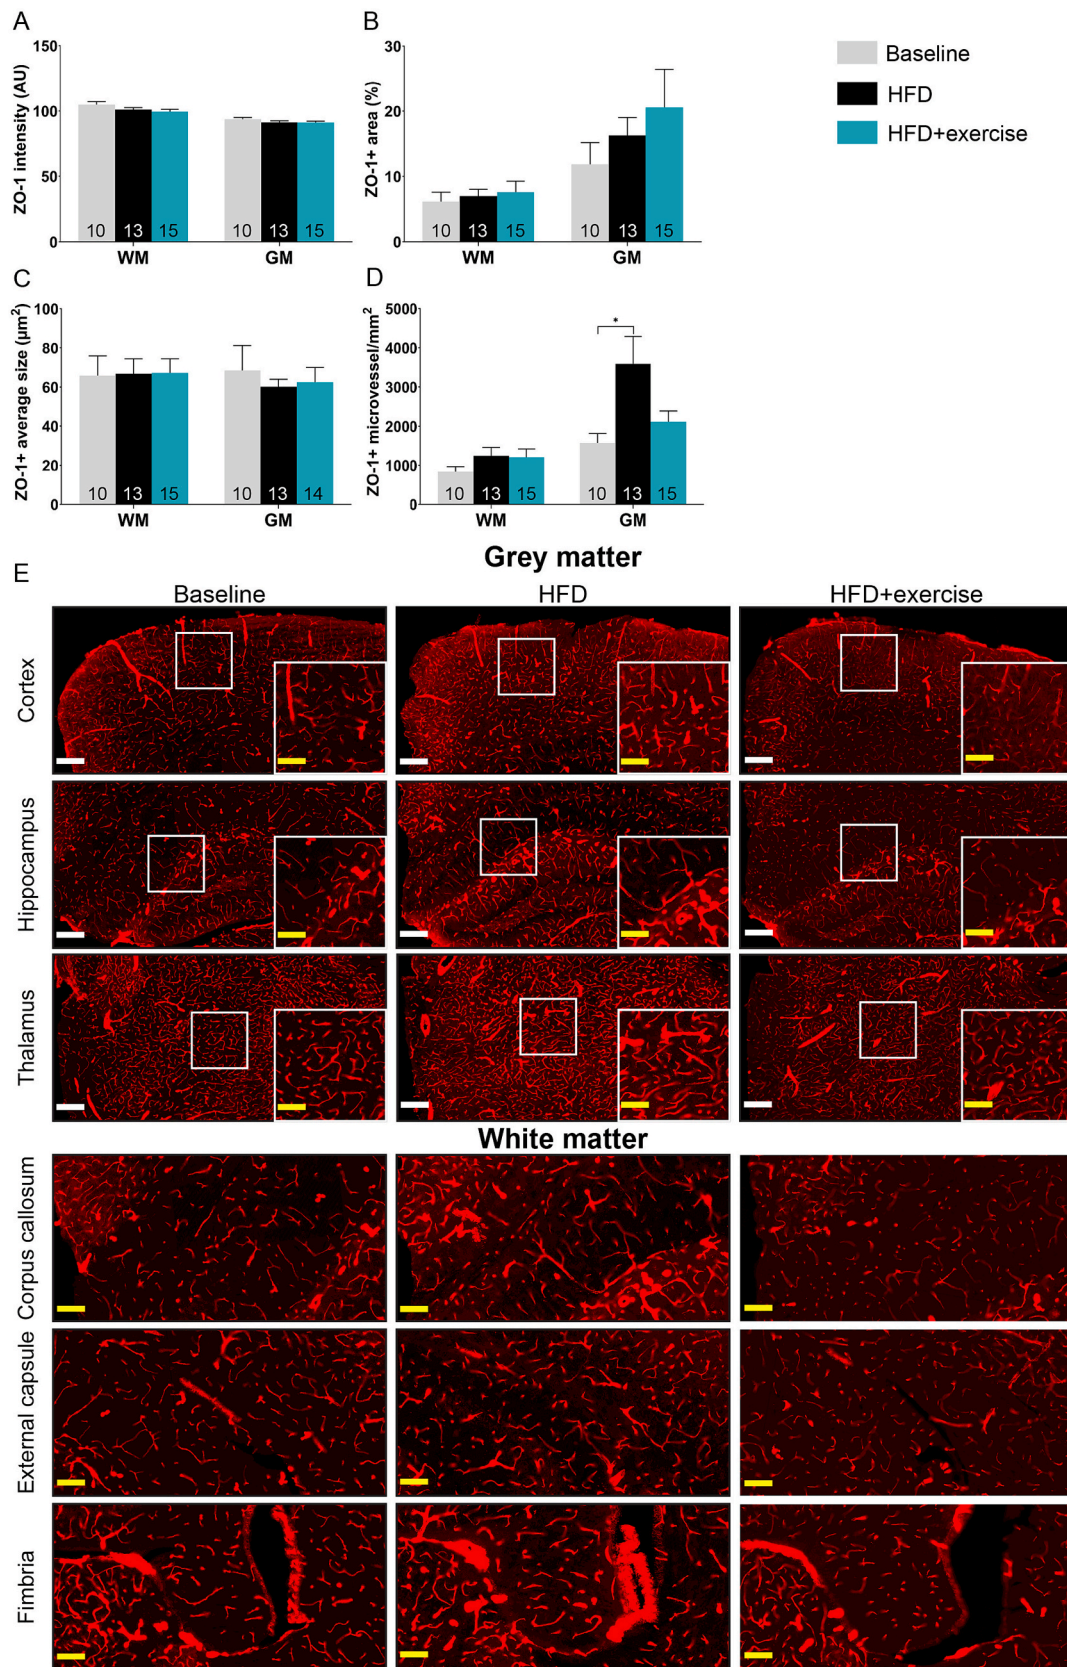 A
ZO-1 intensity (AU)
150
100
50
0
10 13 15 10 13 15
WM GM
B
ZO-1+ area (%)
30
20
10
0
10 13 15 10 13 15
WM GM
Baseline
HFD
HFD+exercise
C
ZO-1+ average size (µm²)
100
80
60
40
20
0
10 13 15 10 13 14
WM GM
D
ZO-1+ microvessel/mm²
5000
4000
3000
2000
1000
0
*
10 13 15 10 13 15
WM GM
E
Grey matter
Baseline HFD HFD+exercise
Cortex
Hippocampus
Thalamus
White matter
Corpus callosum
External capsule
Fimbria